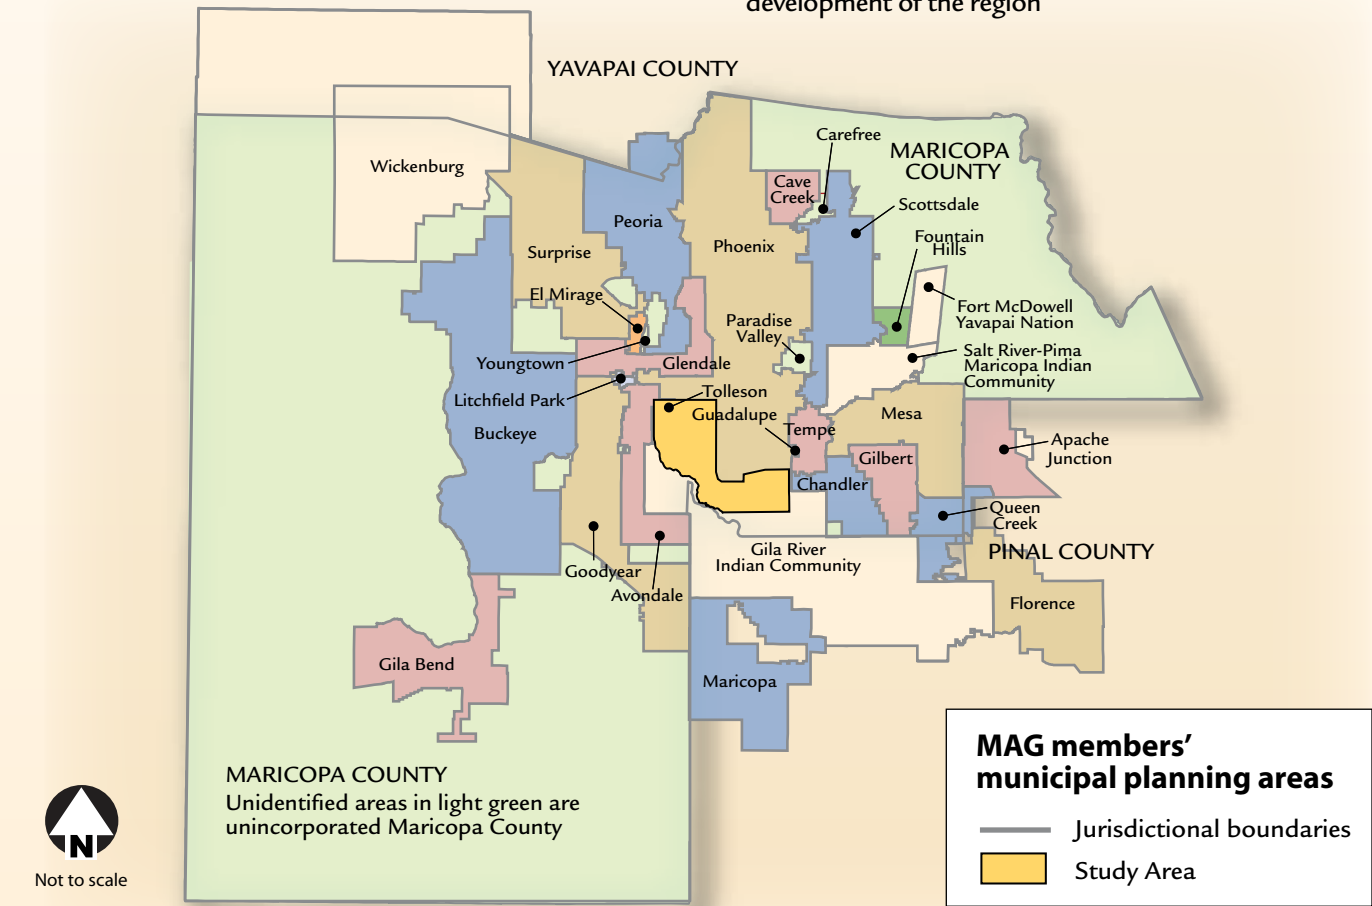 development of the region
YAVAPAI COUNTY
Carefree
MARICOPA
COUNTY
Wickenburg
Cave
Creek
Scottsdale
Peoria
Fountain
Hills
Phoenix
Surprise
El Mirage
Fort McDowell
Yavapai Nation
Paradise
Valley
Youngtown
Glendale
Salt River-Pima
Maricopa Indian
Community
Litchfield Park
Tolleson
Guadalupe
Mesa
Buckeye
Tempe
Apache
Junction
Gilbert
Chandler
Queen
Creek
PINAL COUNTY
Gila River
Indian Community
Goodyear
Avondale
Florence
Gila Bend
Maricopa
MARICOPA COUNTY
Unidentified areas in light green are
unincorporated Maricopa County
N
Not to scale
MAG members’
municipal planning areas
Jurisdictional boundaries
Study Area